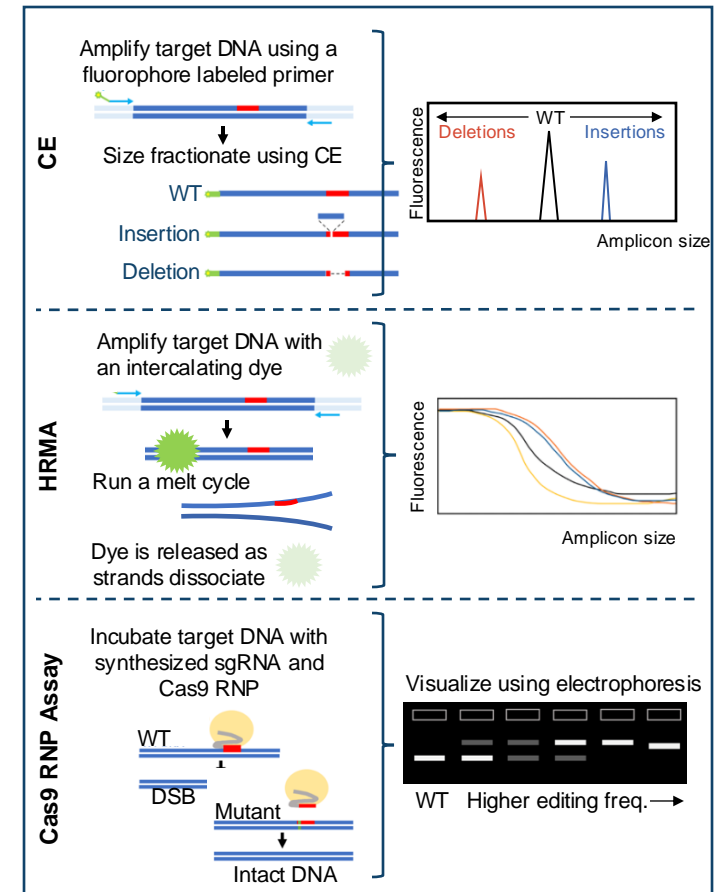 CE
Amplify target DNA using a
fluorophore labeled primer
Size fractionate using CE
WT
Insertion
Deletion
Fluorescence
WT
Deletions
Insertions
Amplicon size
HRMA
Amplify target DNA with
an intercalating dye
Run a melt cycle
Dye is released as
strands dissociate
Fluorescence
Amplicon size
Cas9 RNP Assay
Incubate target DNA with
synthesized sgRNA and
Cas9 RNP
WT
DSB
Mutant
Intact DNA
Visualize using electrophoresis
WT Higher editing freq.